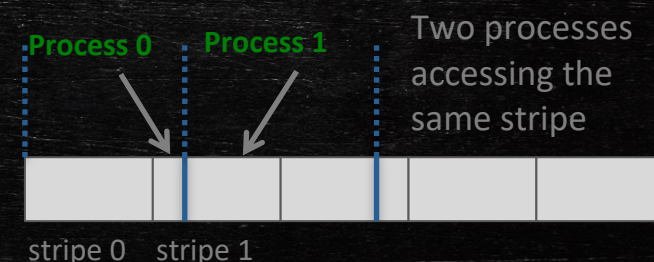 Process 0
Process 1
Two processes
accessing the
same stripe
stripe 0
stripe 1